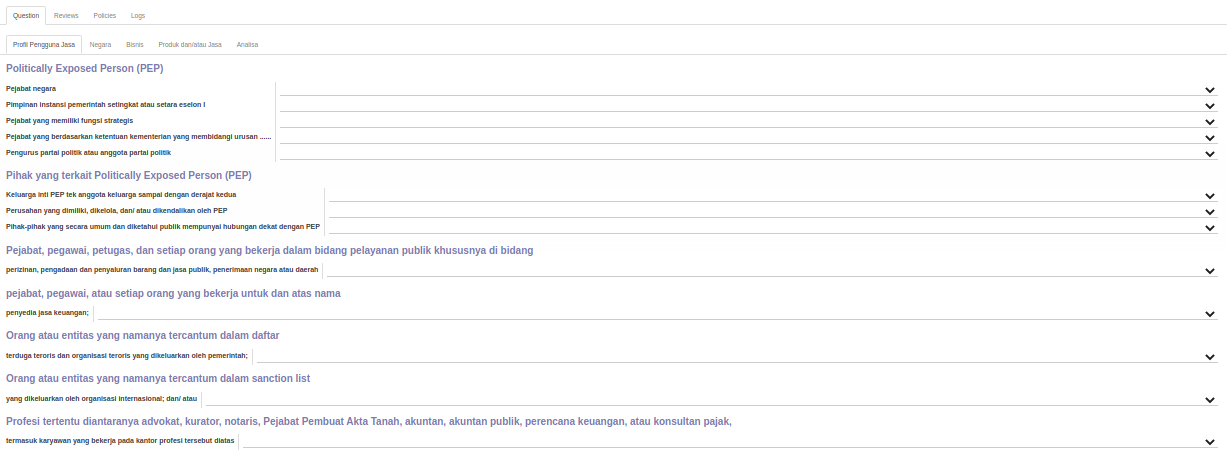 Question Reviews Policies Logs
Profil Pengguna Jasa Negara Bisnis Produk dan/atau Jasa Analisa
Politically Exposed Person (PEP)
Pejabat negara
Pimpinan instansi pemerintah setingkat atau setara eselon I
Pejabat yang memiliki fungsi strategis
Pejabat yang berdasarkan ketentuan kementerian yang membidangi urusan ......
Pengurus partai politik atau anggota partai politik
Pihak yang terkait Politically Exposed Person (PEP)
Keluarga inti PEP tek anggota keluarga sampai dengan derajat kedua
Perusahan yang dimiliki, dikelola, dan/ atau dikendalikan oleh PEP
Pihak-pihak yang secara umum dan diketahui publik mempunyai hubungan dekat dengan PEP
Pejabat, pegawai, petugas, dan setiap orang yang bekerja dalam bidang pelayanan publik khususnya di bidang
perizinan, pengadaan dan penyaluran barang dan jasa publik, penerimaan negara atau daerah
pejabat, pegawai, atau setiap orang yang bekerja untuk dan atas nama
penyedia jasa keuangan;
Orang atau entitas yang namanya tercantum dalam daftar
terduga teroris dan organisasi teroris yang dikeluarkan oleh pemerintah;
Orang atau entitas yang namanya tercantum dalam sanction list
yang dikeluarkan oleh organisasi internasional; dan/ atau
Profesi tertentu diantaranya advokat, kurator, notaris, Pejabat Pembuat Akta Tanah, akuntan, akuntan publik, perencana keuangan, atau konsultan pajak,
termasuk karyawan yang bekerja pada kantor profesi tersebut diatas